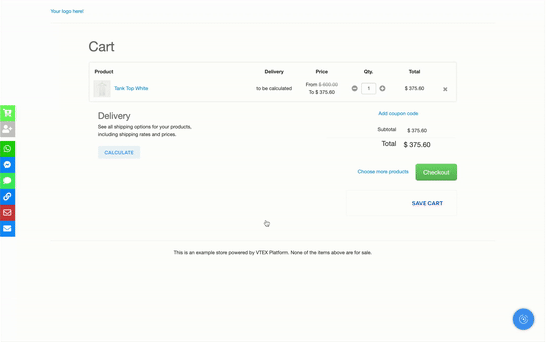 Your logo here!
Cart
Product Delivery Price Qty. Total
Tank Top White to be calculated From $ 650.00 To $ 375.60 1 $ 375.60
Delivery
See all shipping options for your products,
including shipping rates and prices.
CALCULATE
Add coupon code
Subtotal $ 375.60
Total $ 375.60
Choose more products Checkout
SAVE CART
This is an example store powered by VTEX Platform. None of the items above are for sale.